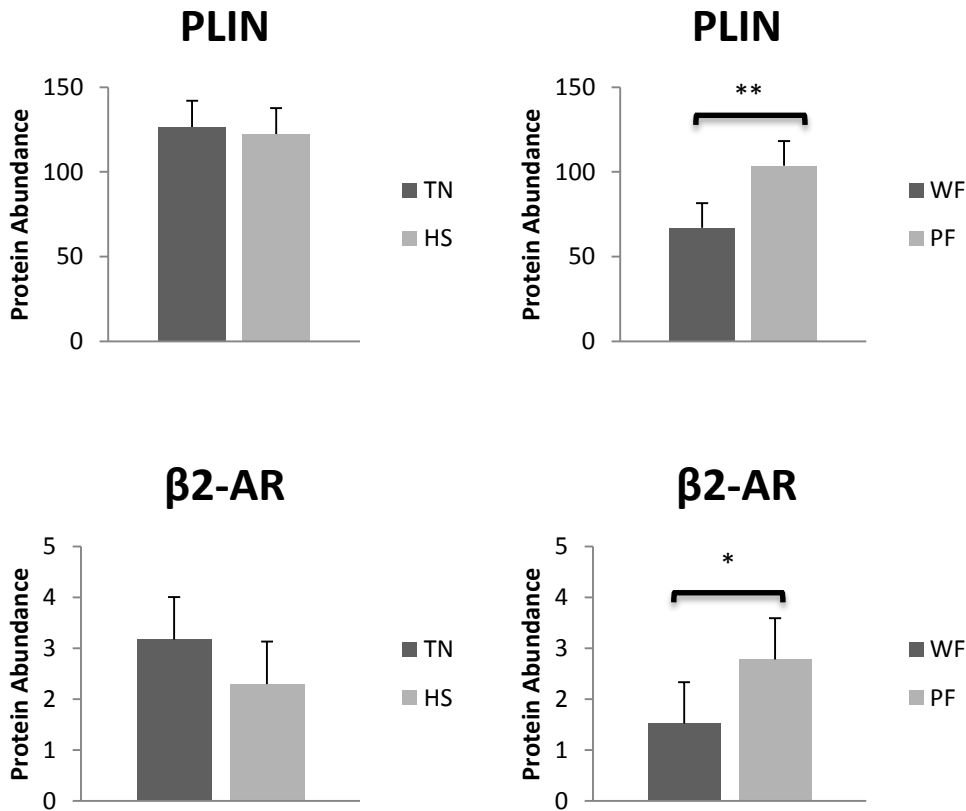 PLIN
150
100
50
0
Protein Abundance
TN
HS
PLIN
150
100
50
0
Protein Abundance
**
WF
PF
β2-AR
5
4
3
2
1
0
Protein Abundance
TN
HS
β2-AR
5
4
3
2
1
0
Protein Abundance
*
WF
PF